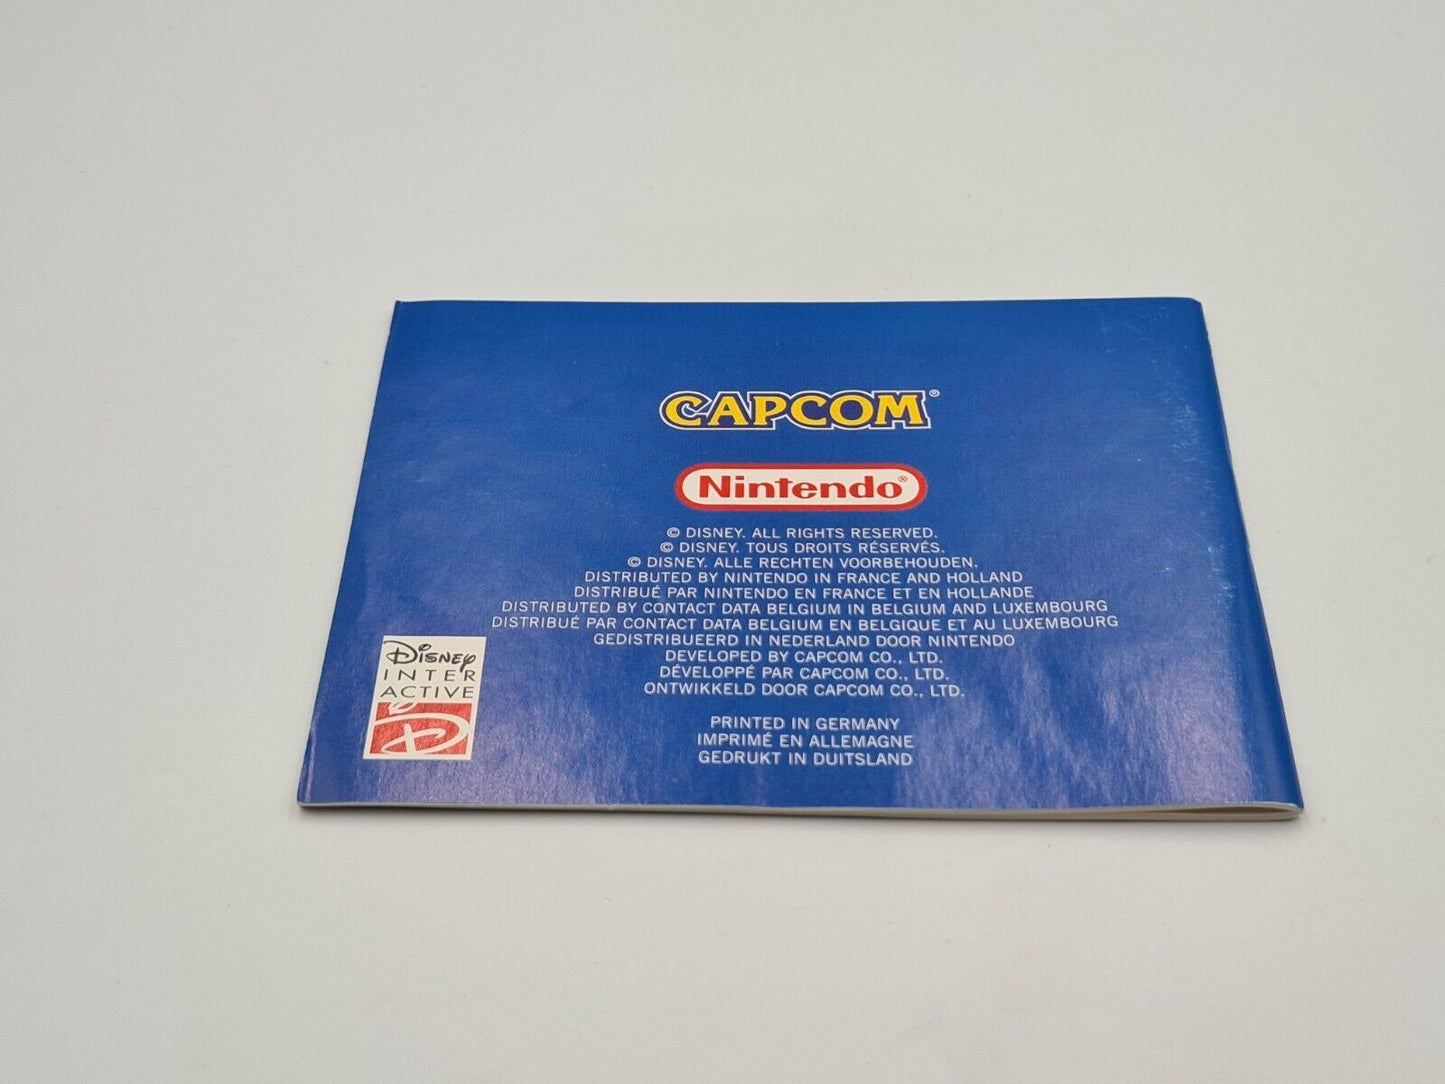 CAPCOM®
Nintendo®
© DISNEY. ALL RIGHTS RESERVED.
© DISNEY. TOUS DROITS RÉSERVÉS.
© DISNEY. ALLE RECHTEN VOORBEHOUDEN.
DISTRIBUTED BY NINTENDO IN FRANCE AND HOLLAND
DISTRIBUÉ PAR NINTENDO EN FRANCE ET EN HOLLANDE
DISTRIBUTED BY CONTACT DATA BELGIUM IN BELGIUM AND LUXEMBOURG
DISTRIBUÉ PAR CONTACT DATA BELGIUM EN BELGIQUE ET AU LUXEMBOURG
GEDISTRIBUEERD IN NEDERLAND DOOR NINTENDO
DEVELOPED BY CAPCOM CO., LTD.
DÉVELOPPÉ PAR CAPCOM CO., LTD.
ONTWIKKELD DOOR CAPCOM CO., LTD.
PRINTED IN GERMANY
IMPRIMÉ EN ALLEMAGNE
GEDRUKT IN DUITSLAND
DISNEY
INTER
ACTIVE
D